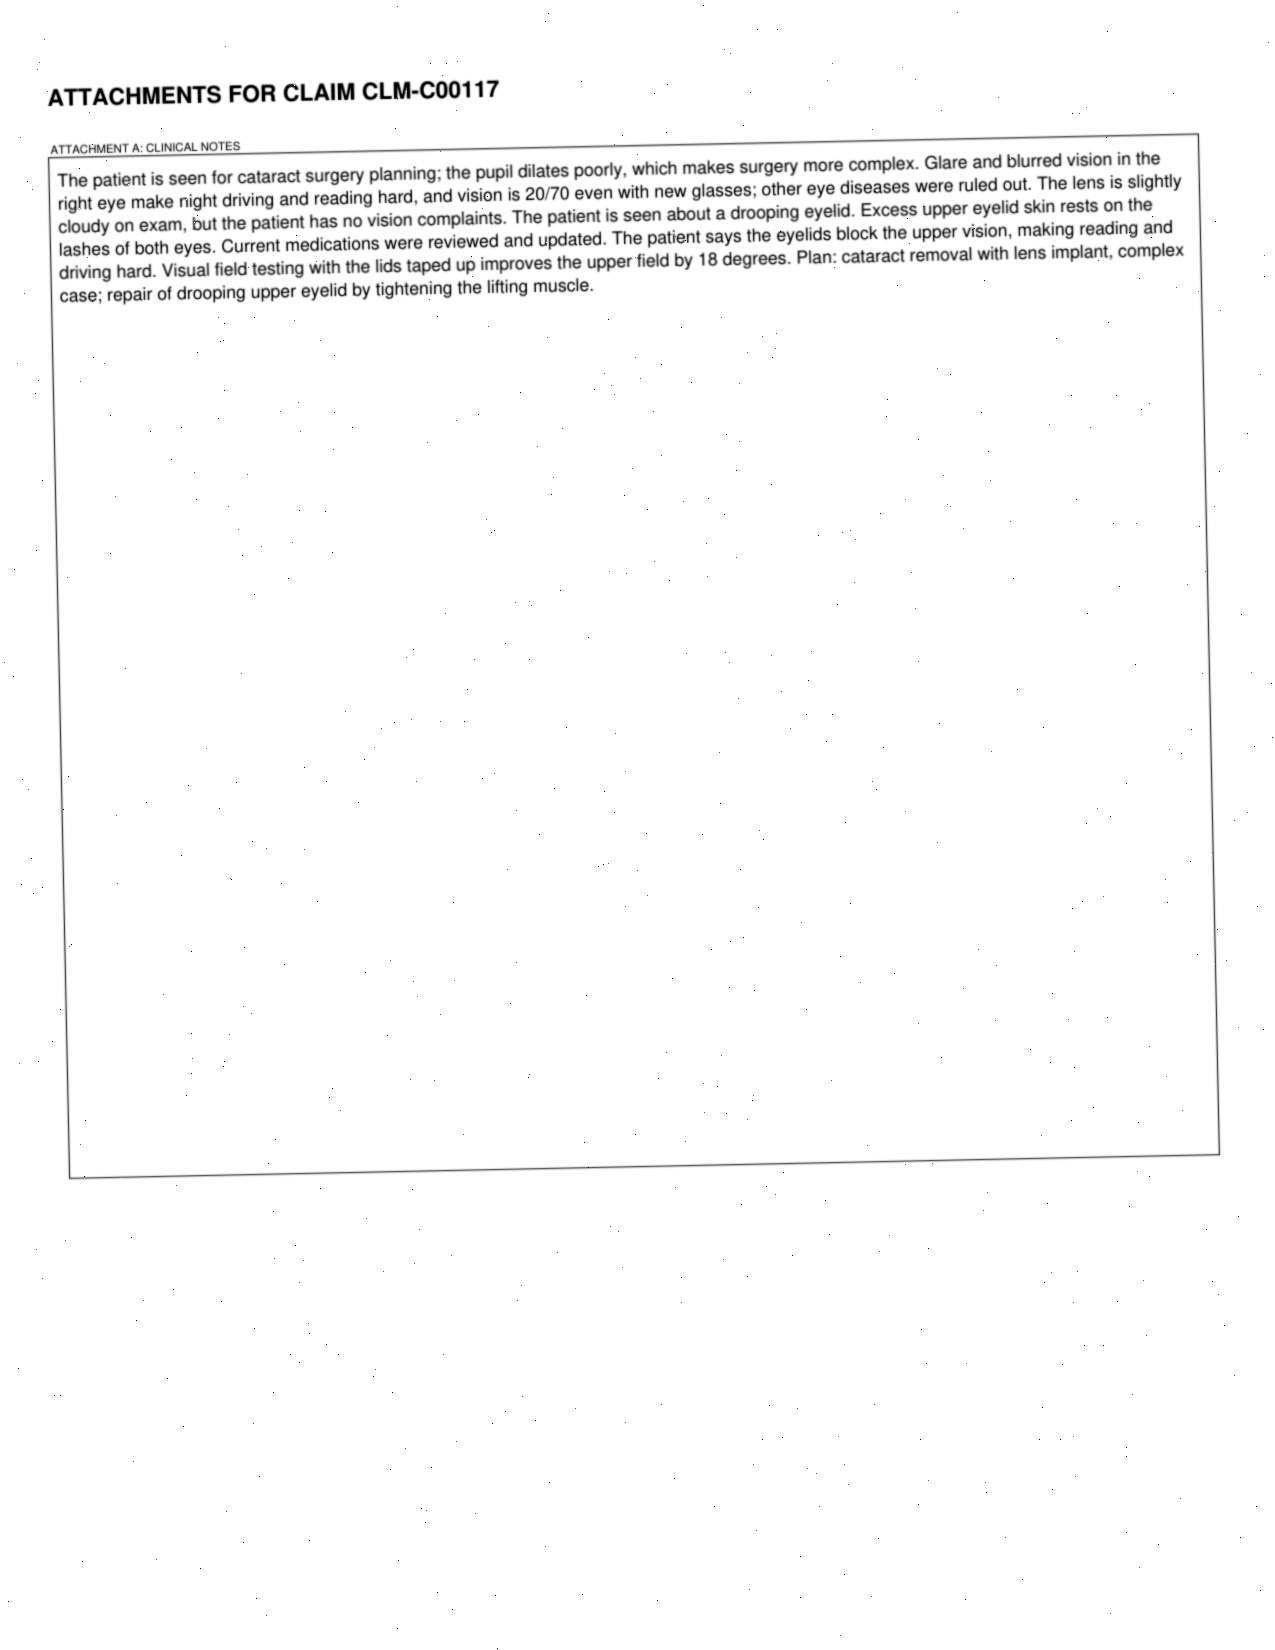 ATTACHMENTS FOR CLAIM CLM-C00117
ATTACHMENT A: CLINICAL NOTES
The patient is seen for cataract surgery planning; the pupil dilates poorly, which makes surgery more complex. Glare and blurred vision in the
right eye make night driving and reading hard, and vision is 20/70 even with new glasses; other eye diseases were ruled out. The lens is slightly
cloudy on exam, but the patient has no vision complaints. The patient is seen about a drooping eyelid. Excess upper eyelid skin rests on the
lashes of both eyes. Current medications were reviewed and updated. The patient says the eyelids block the upper vision, making reading and
driving hard. Visual field testing with the lids taped up improves the upper field by 18 degrees. Plan: cataract removal with lens implant, complex
case; repair of drooping upper eyelid by tightening the lifting muscle.